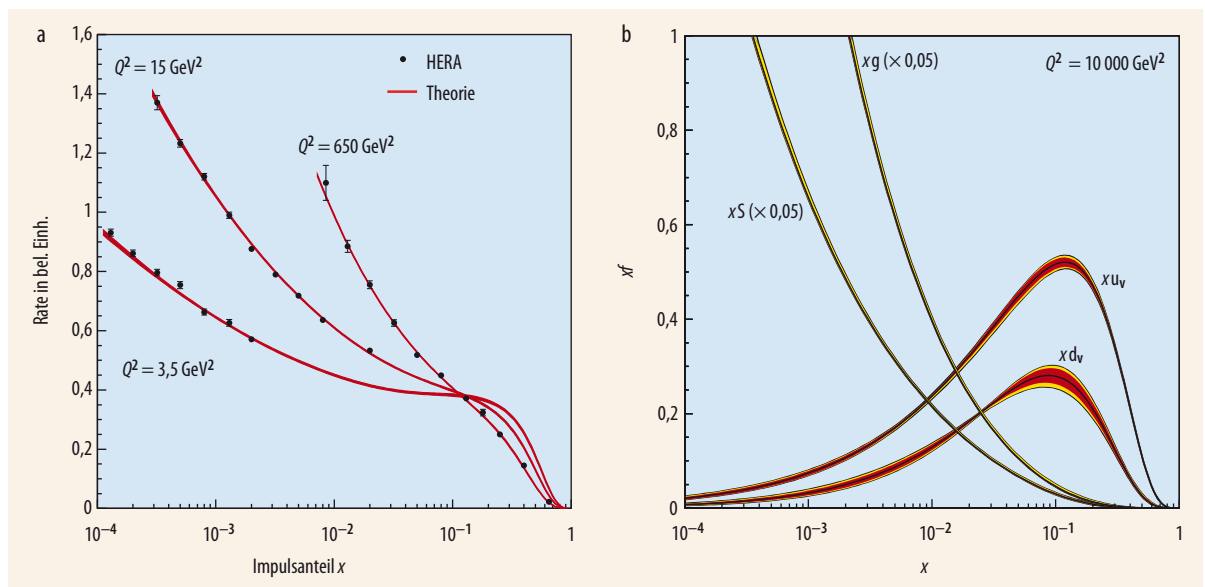 a
Rate in bel. Einh.
1,6
1,4
1,2
1
0,8
0,6
0,4
0,2
0
Q² = 15 GeV²
HERA
Theorie
Q² = 650 GeV²
Q² = 3,5 GeV²
10⁻⁴
10⁻³
10⁻²
10⁻¹
1
Impulsanteil x
b
xf
1
0,8
0,6
0,4
0,2
0
xg (× 0,05)
Q² = 10 000 GeV²
xS (× 0,05)
xuᵥ
xdᵥ
10⁻⁴
10⁻³
10⁻²
10⁻¹
1
x